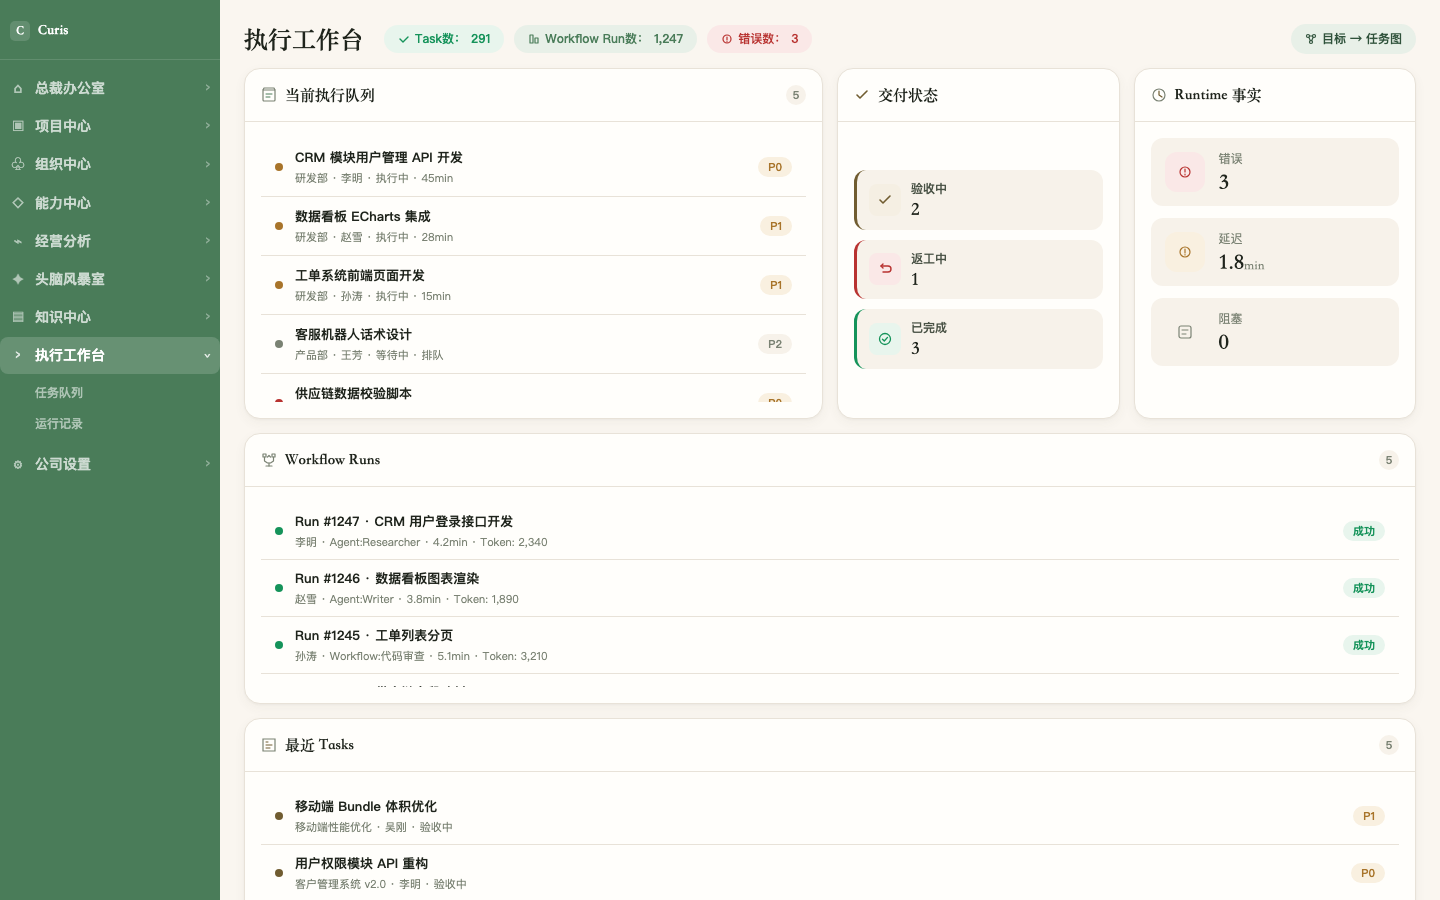 C Curis
总裁办公室
项目中心
组织中心
能力中心
经营分析
头脑风暴室
知识中心
执行工作台
任务队列
运行记录
公司设置
执行工作台
Task数： 291
Workflow Run数： 1,247
错误数： 3
目标 → 任务图
当前执行队列
5
CRM 模块用户管理 API 开发
研发部 · 李明 · 执行中 · 45min
P0
数据看板 ECharts 集成
研发部 · 赵雪 · 执行中 · 28min
P1
工单系统前端页面开发
研发部 · 孙涛 · 执行中 · 15min
P1
客服机器人话术设计
产品部 · 王芳 · 等待中 · 排队
P2
供应链数据校验脚本
交付状态
验收中
2
返工中
1
已完成
3
Runtime 事实
错误
3
延迟
1.8min
阻塞
0
Workflow Runs
5
Run #1247 · CRM 用户登录接口开发
李明 · Agent:Researcher · 4.2min · Token: 2,340
成功
Run #1246 · 数据看板图表渲染
赵雪 · Agent:Writer · 3.8min · Token: 1,890
成功
Run #1245 · 工单列表分页
孙涛 · Workflow:代码审查 · 5.1min · Token: 3,210
成功
最近 Tasks
5
移动端 Bundle 体积优化
移动端性能优化 · 吴刚 · 验收中
P1
用户权限模块 API 重构
客户管理系统 v2.0 · 李明 · 验收中
P0